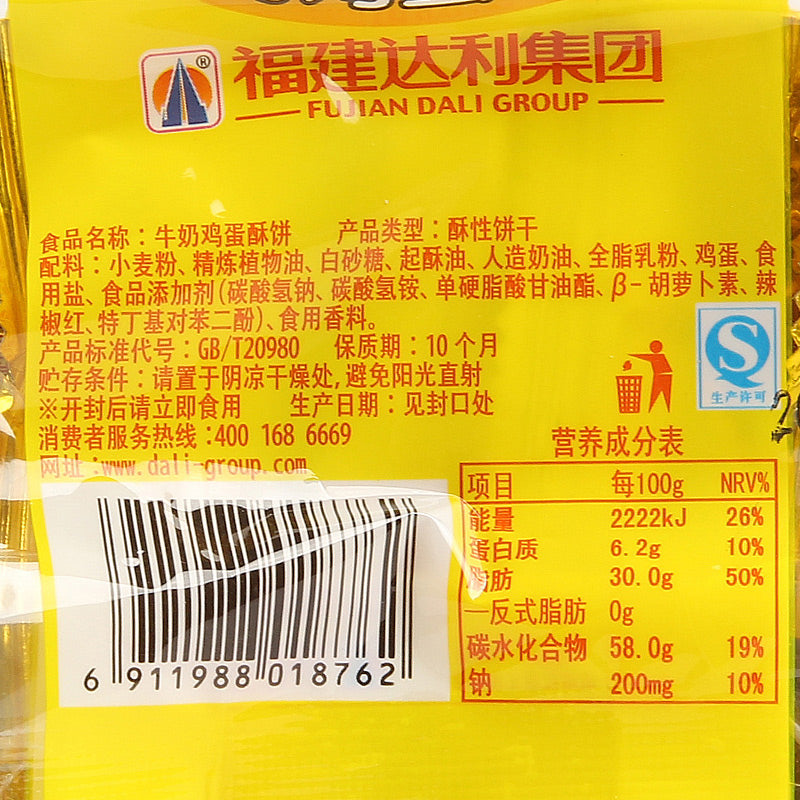 ®
福建达利集团
FUJIAN DALI GROUP
食品名称：牛奶鸡蛋酥饼 产品类型：酥性饼干
配料：小麦粉、精炼植物油、白砂糖、起酥油、人造奶油、全脂乳粉、鸡蛋、食
用盐、食品添加剂(碳酸氢钠、碳酸氢铵、单硬脂酸甘油酯、β-胡萝卜素、辣
椒红、特丁基对苯二酚)、食用香料。
产品标准代号：GB/T20980 保质期：10个月
贮存条件：请置于阴凉干燥处,避免阳光直射
※开封后请立即食用 生产日期：见封口处
消费者服务热线：400 168 6669
网址：www.dali-group.com
S
生产许可
营养成分表
项目 每100g NRV%
能量 2222kJ 26%
蛋白质 6.2g 10%
脂肪 30.0g 50%
—反式脂肪 0g
碳水化合物 58.0g 19%
钠 200mg 10%
6 911988 018762